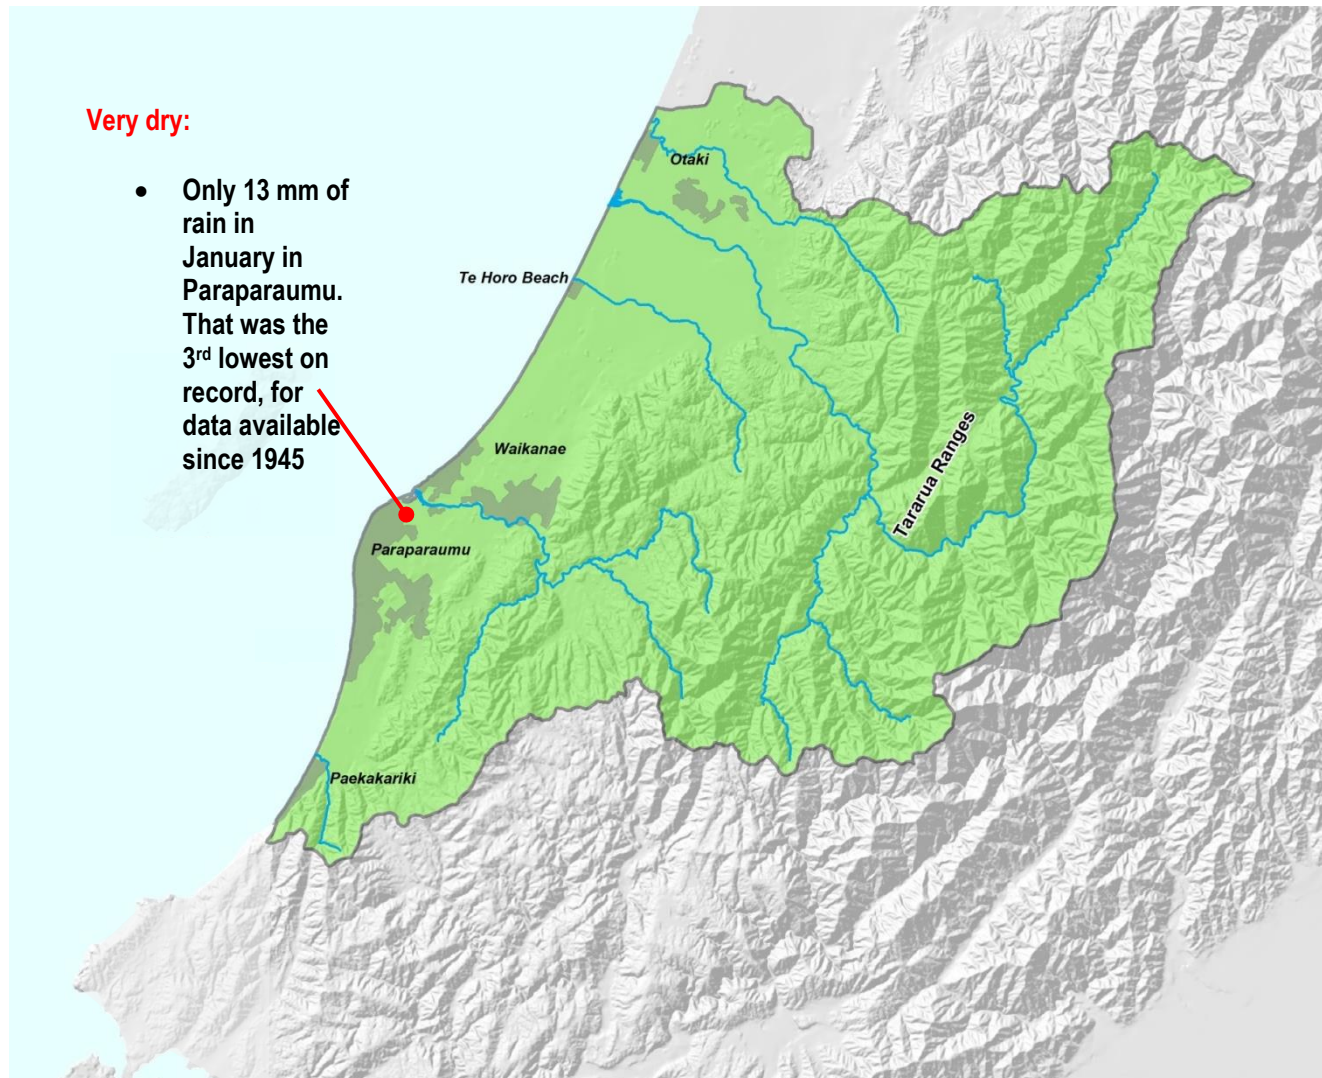 Very dry:
• Only 13 mm of
rain in
January in
Paraparaumu.
That was the
3rd lowest on
record, for
data available
since 1945
Otaki
Te Horo Beach
Waikanae
Tararua Ranges
Paraparaumu
Paekakariki